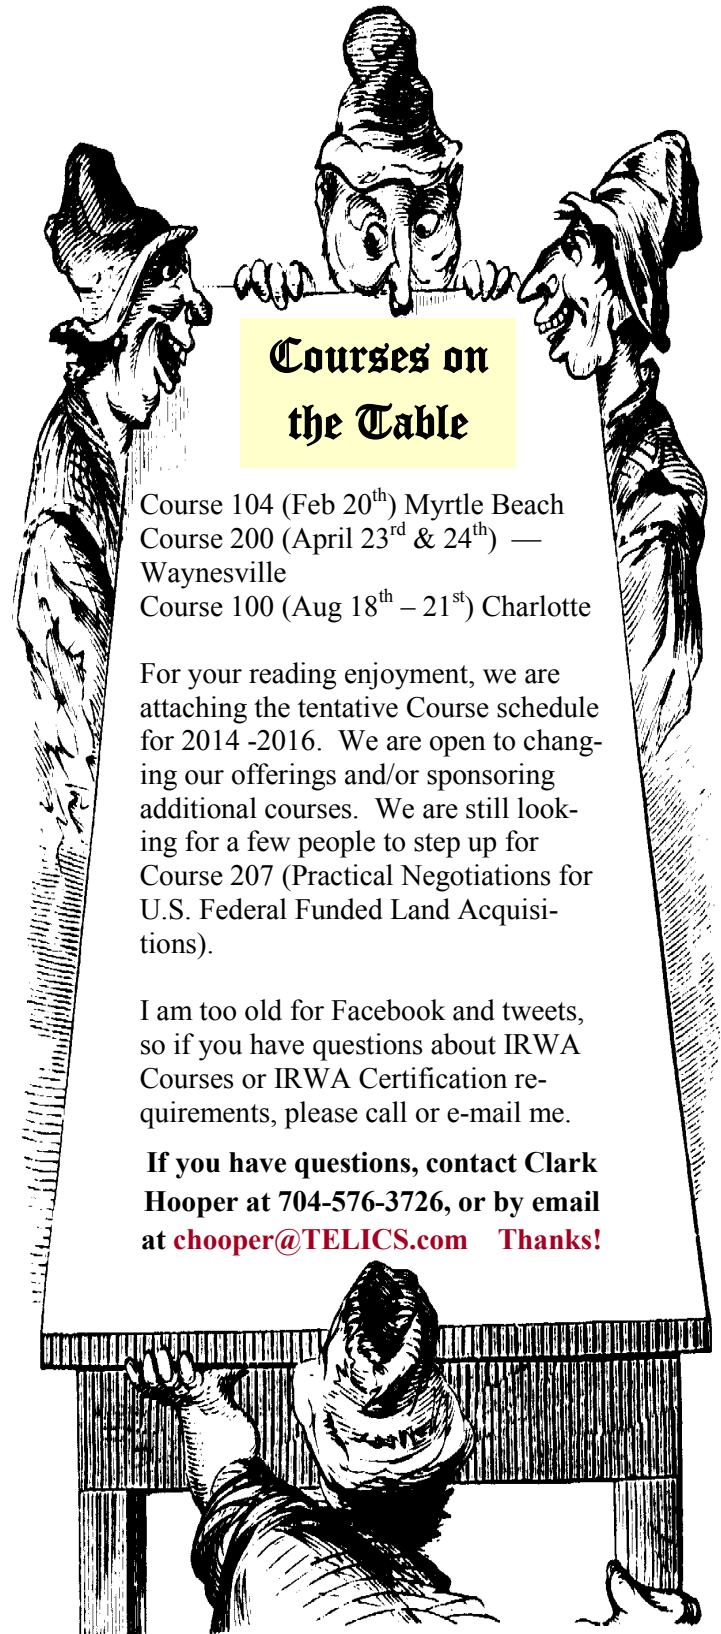 Courses on
the Table
Course 104 (Feb 20th) Myrtle Beach
Course 200 (April 23rd & 24th) —
Waynesville
Course 100 (Aug 18th – 21st) Charlotte
For your reading enjoyment, we are
attaching the tentative Course schedule
for 2014 -2016. We are open to chang-
ing our offerings and/or sponsoring
additional courses. We are still look-
ing for a few people to step up for
Course 207 (Practical Negotiations for
U.S. Federal Funded Land Acquisi-
tions).
I am too old for Facebook and tweets,
so if you have questions about IRWA
Courses or IRWA Certification re-
quirements, please call or e-mail me.
If you have questions, contact Clark
Hooper at 704-576-3726, or by email
at chooper@TELICS.com Thanks!